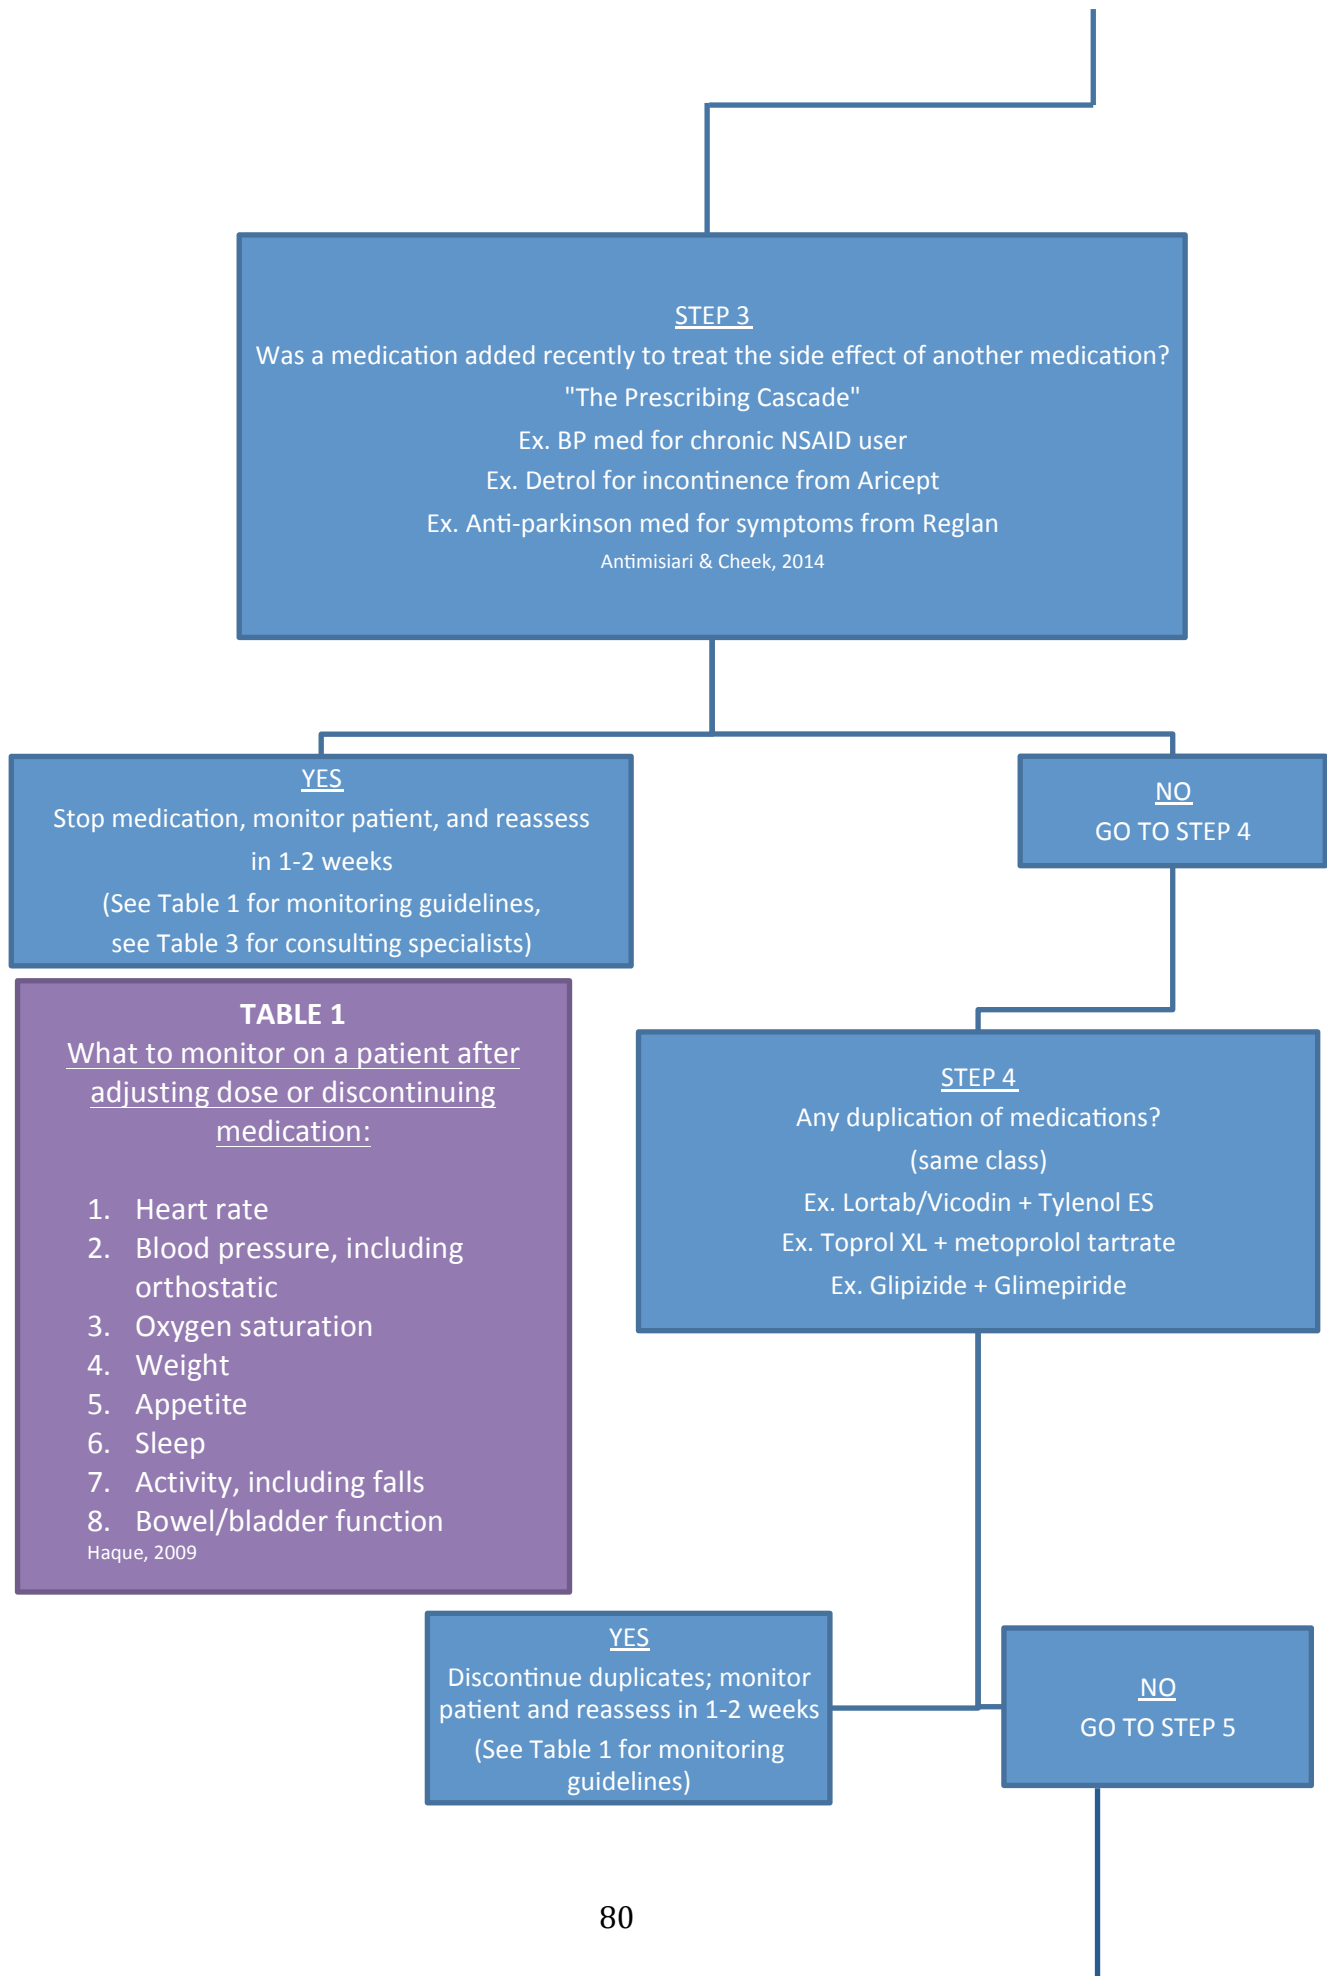 STEP 3
Was a medication added recently to treat the side effect of another medication?
"The Prescribing Cascade"
Ex. BP med for chronic NSAID user
Ex. Detrol for incontinence from Aricept
Ex. Anti-parkinson med for symptoms from Reglan
Antimisiari & Cheek, 2014
YES
Stop medication, monitor patient, and reassess
in 1-2 weeks
(See Table 1 for monitoring guidelines,
see Table 3 for consulting specialists)
NO
GO TO STEP 4
TABLE 1
What to monitor on a patient after
adjusting dose or discontinuing
medication:
1. Heart rate
2. Blood pressure, including
orthostatic
3. Oxygen saturation
4. Weight
5. Appetite
6. Sleep
7. Activity, including falls
8. Bowel/bladder function
Haque, 2009
STEP 4
Any duplication of medications?
(same class)
Ex. Lortab/Vicodin + Tylenol ES
Ex. Toprol XL + metoprolol tartrate
Ex. Glipizide + Glimepiride
YES
Discontinue duplicates; monitor
patient and reassess in 1-2 weeks
(See Table 1 for monitoring
guidelines)
NO
GO TO STEP 5
80